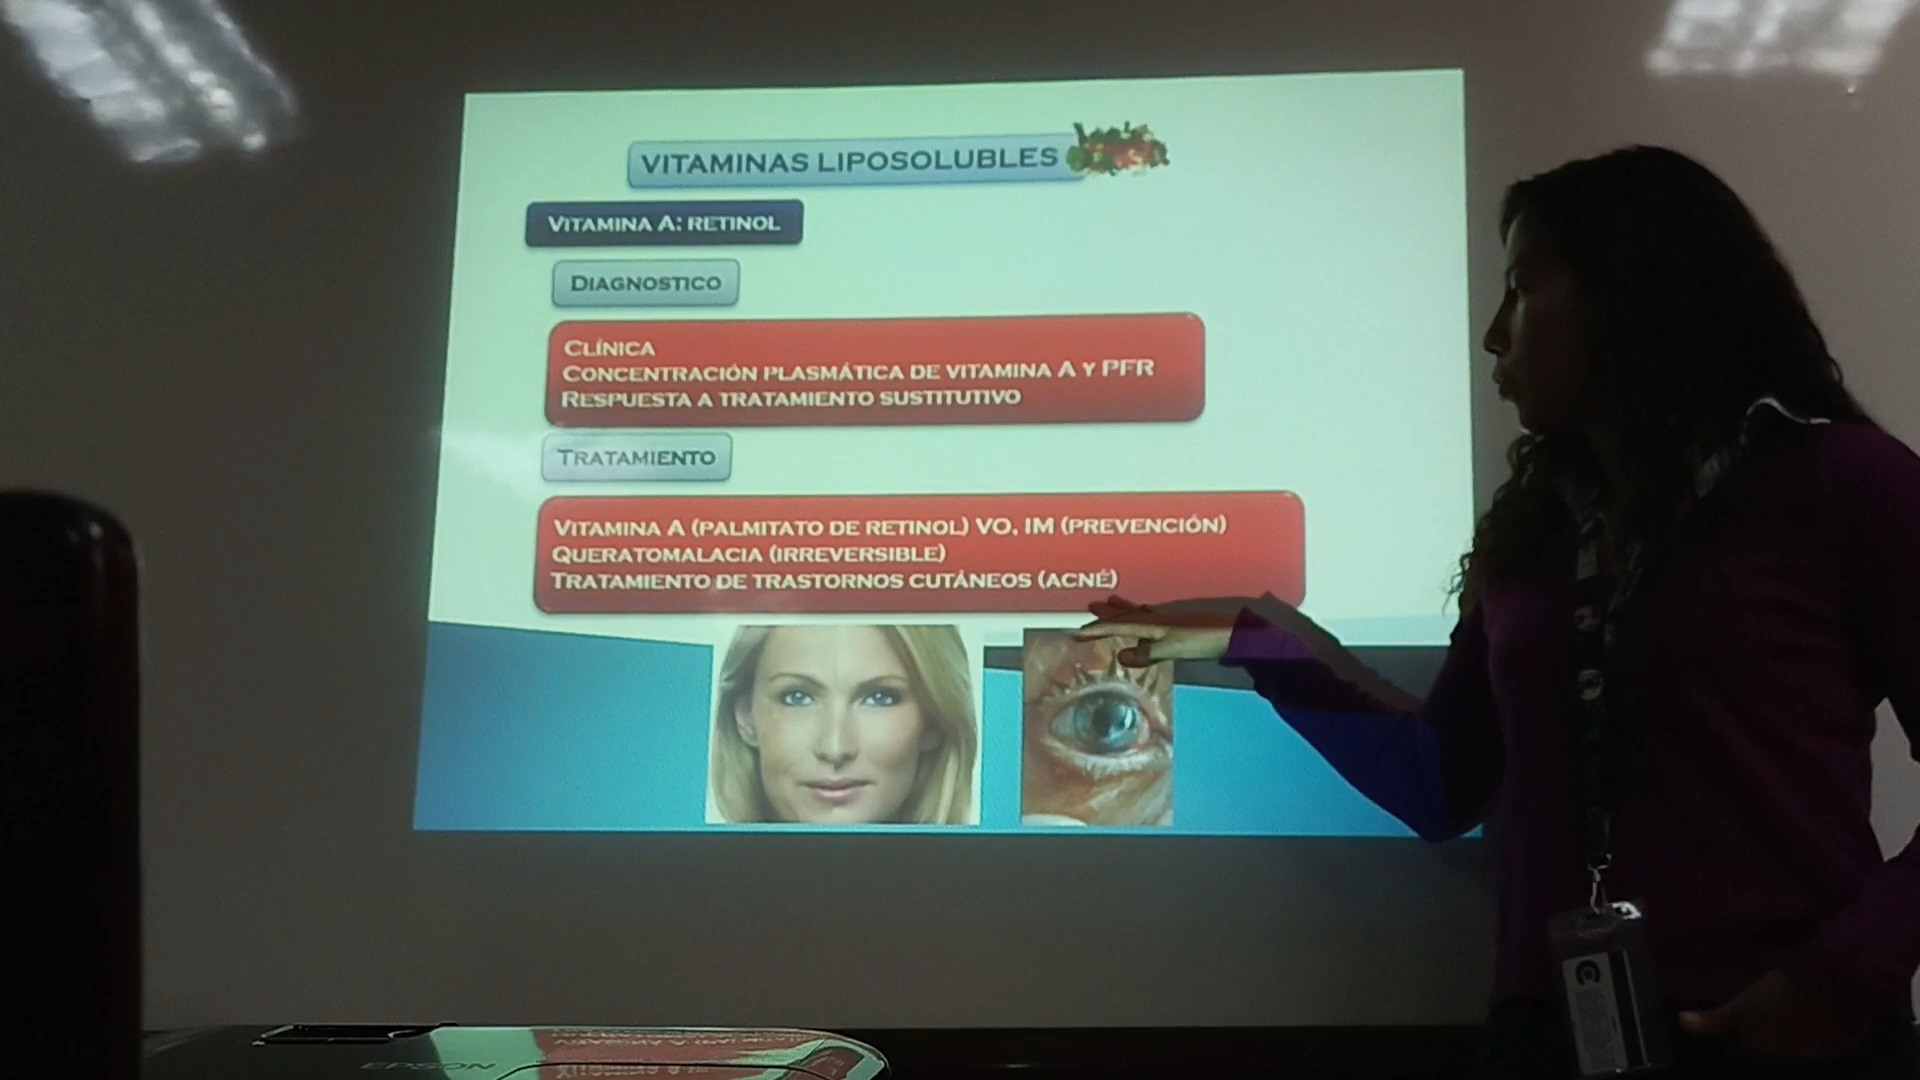 VITAMINAS LIPOSOLUBLES
VITAMINA A: RETINOL
DIAGNOSTICO
CLÍNICA
CONCENTRACIÓN PLASMÁTICA DE VITAMINA A Y PFR
RESPUESTA A TRATAMIENTO SUSTITUTIVO
TRATAMIENTO
VITAMINA A (PALMITATO DE RETINOL) VO, IM (PREVENCIÓN)
QUERATOMALACIA (IRREVERSIBLE)
TRATAMIENTO DE TRASTORNOS CUTÁNEOS (ACNÉ)
EPSON